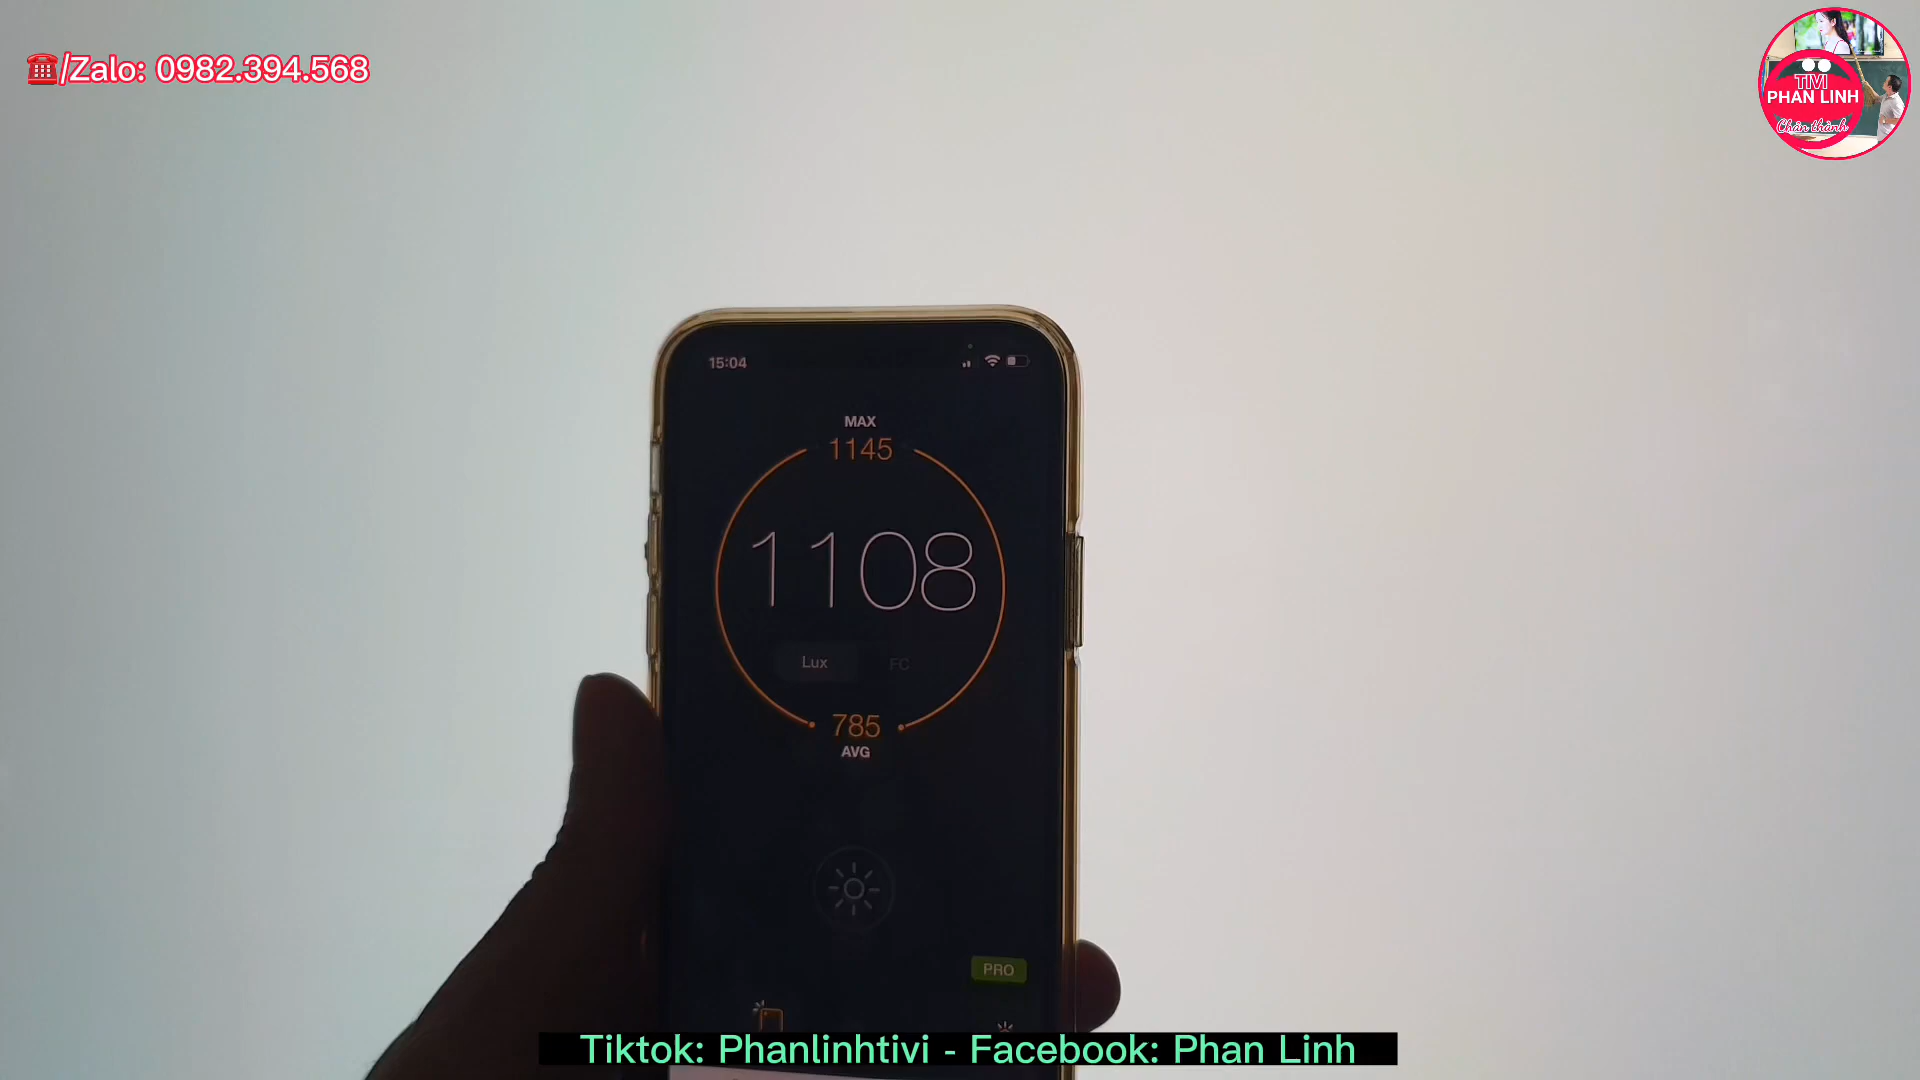 ☎/Zalo: 0982.394.568
TIVI
PHAN LINH
Chân thành
15:04
MAX
1145
1108
Lux FC
785
AVG
PRO
Tiktok: Phanlinhtivi - Facebook: Phan Linh